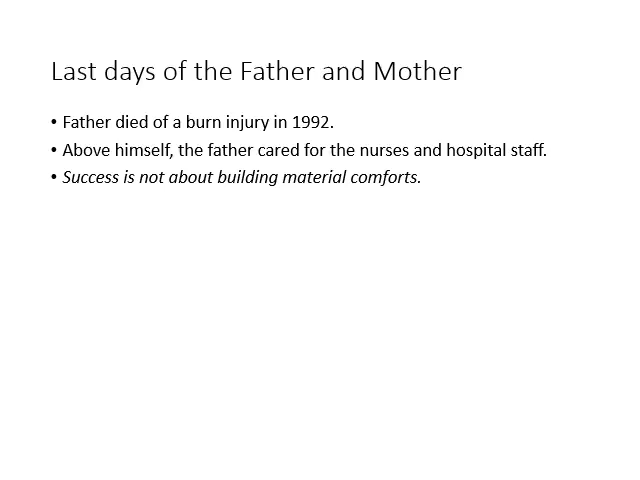 Last days of the Father and Mother
• Father died of a burn injury in 1992.
• Above himself, the father cared for the nurses and hospital staff.
• Success is not about building material comforts.